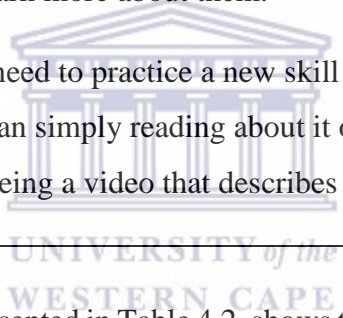 arn more about them.
need to practice a new skill
an simply reading about it o
eing a video that describes
UNIVERSITY of the
WESTERN CAPE
sented in Table 4.2, shows t